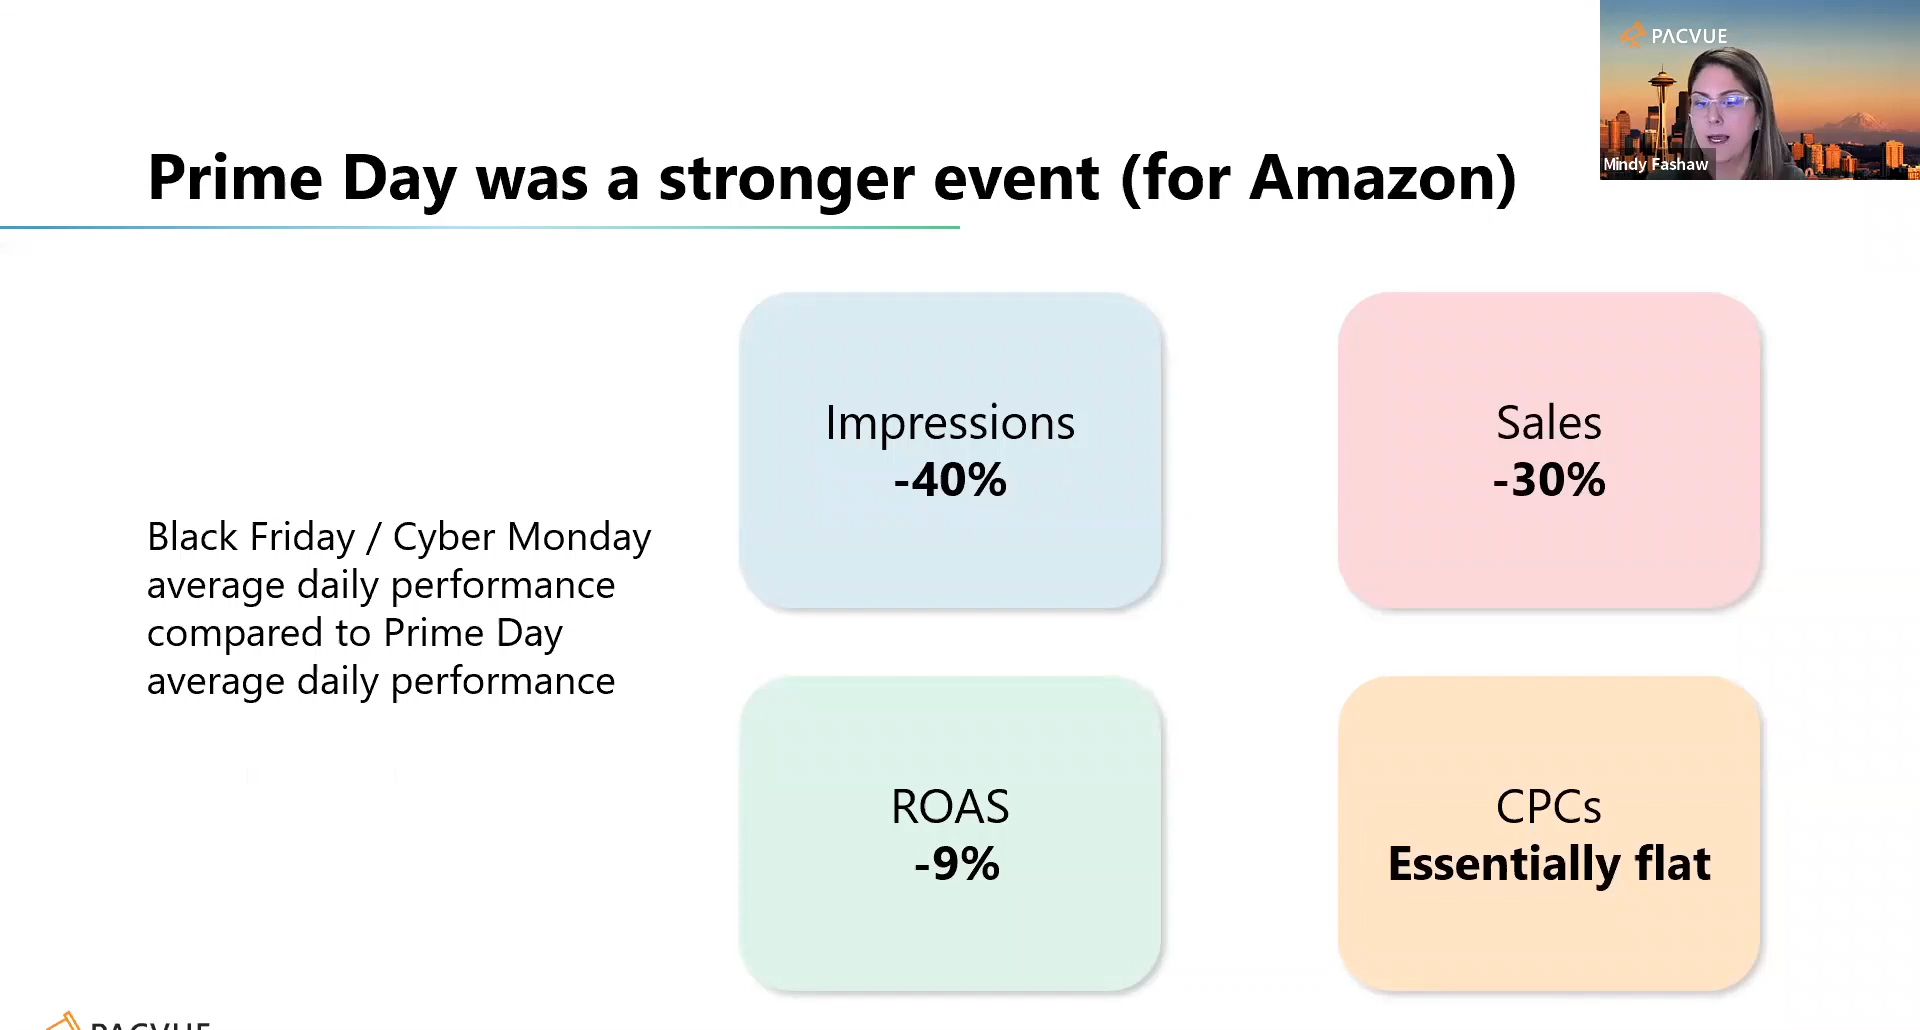 PACVUE
Mindy Fashaw
Prime Day was a stronger event (for Amazon)
Black Friday / Cyber Monday
average daily performance
compared to Prime Day
average daily performance
Impressions
-40%
Sales
-30%
ROAS
-9%
CPCs
Essentially flat
PACVUE